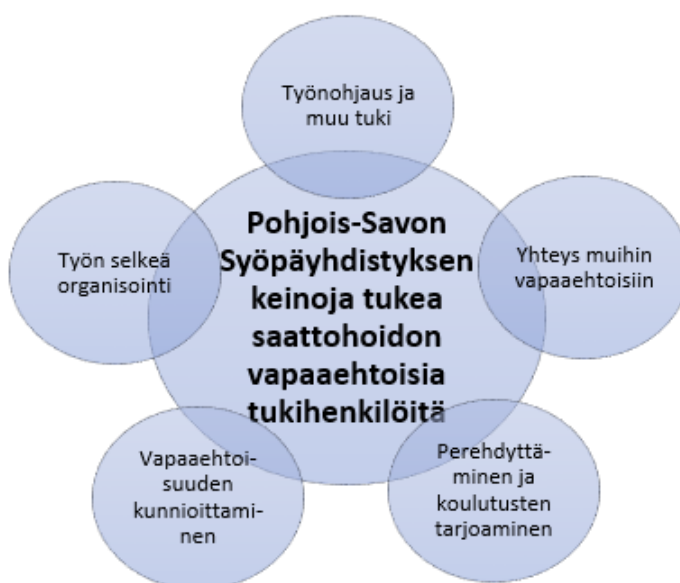 Työnohjaus ja
muu tuki
Pohjois-Savon
Syöpäyhdistyksen
keinoja tukea
saattohoidon
vapaaehtoisia
tukihenkilöitä
Yhteys muihin
vapaaehtoisiin
Perehdyttä-
minen ja
koulutusten
tarjoaminen
Vapaaehtoi-
suuden
kunnioittami-
nen
Työn selkeä
organisointi